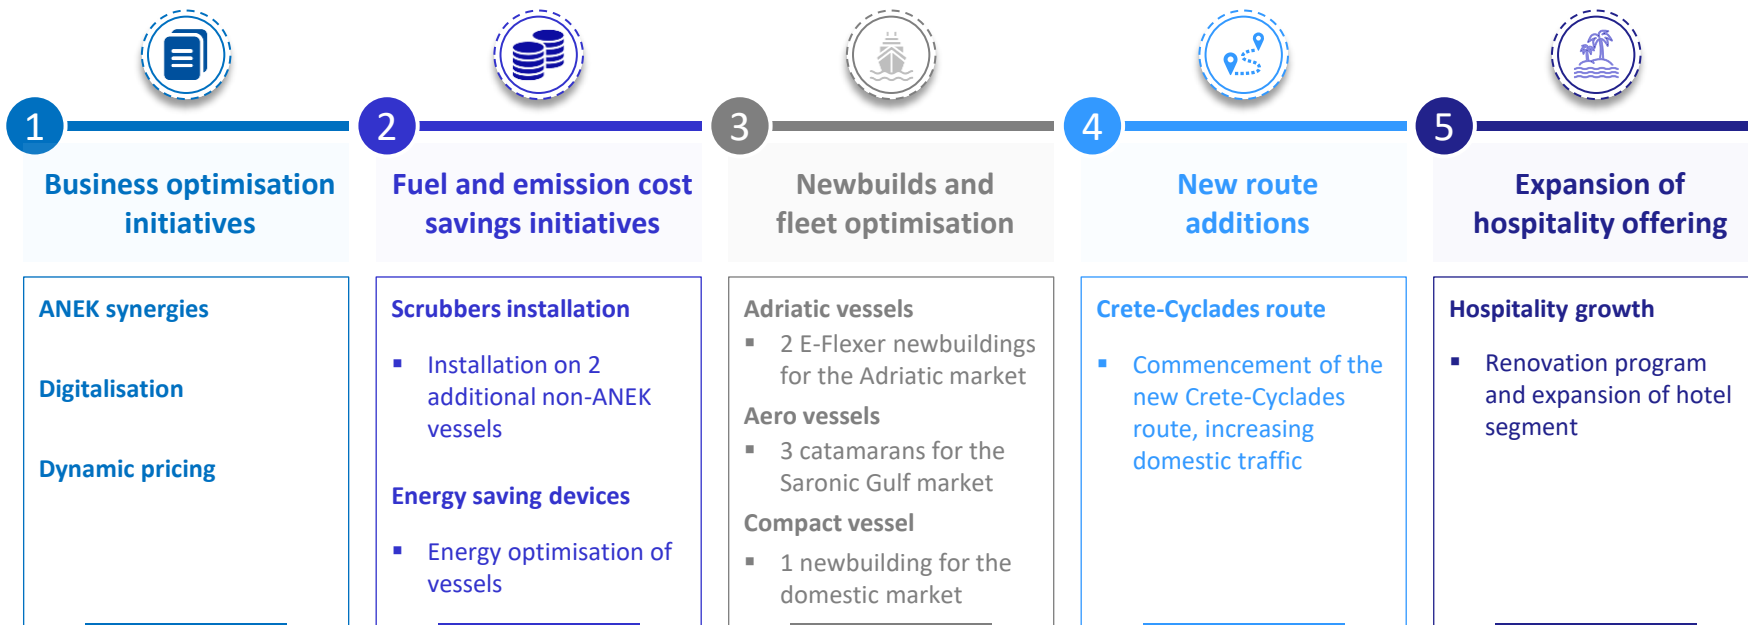 1
Business optimisation
initiatives
ANEK synergies
Digitalisation
Dynamic pricing
2
Fuel and emission cost
savings initiatives
Scrubbers installation
▪ Installation on 2
additional non-ANEK
vessels
Energy saving devices
▪ Energy optimisation of
vessels
3
Newbuilds and
fleet optimisation
Adriatic vessels
▪ 2 E-Flexer newbuildings
for the Adriatic market
Aero vessels
▪ 3 catamarans for the
Saronic Gulf market
Compact vessel
▪ 1 newbuilding for the
domestic market
4
New route
additions
Crete-Cyclades route
▪ Commencement of the
new Crete-Cyclades
route, increasing
domestic traffic
5
Expansion of
hospitality offering
Hospitality growth
▪ Renovation program
and expansion of hotel
segment